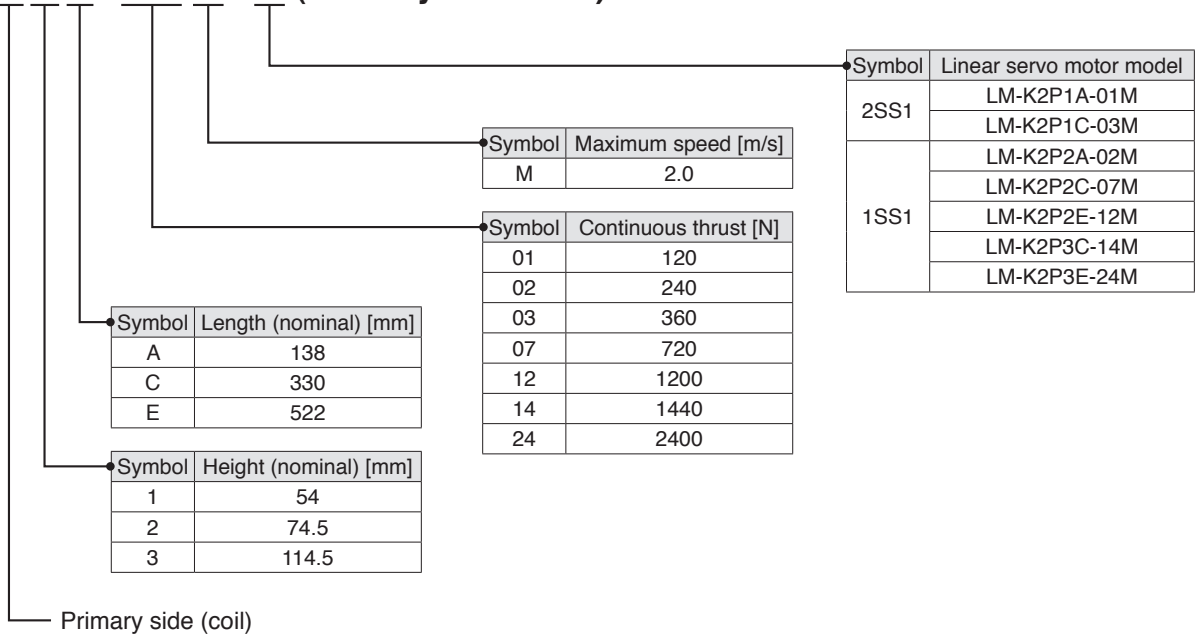 Symbol Linear servo motor model
2SS1 LM-K2P1A-01M
LM-K2P1C-03M
1SS1 LM-K2P2A-02M
LM-K2P2C-07M
LM-K2P2E-12M
LM-K2P3C-14M
LM-K2P3E-24M
Symbol Maximum speed [m/s]
M 2.0
Symbol Continuous thrust [N]
01 120
02 240
03 360
07 720
12 1200
14 1440
24 2400
Symbol Length (nominal) [mm]
A 138
C 330
E 522
Symbol Height (nominal) [mm]
1 54
2 74.5
3 114.5
Primary side (coil)